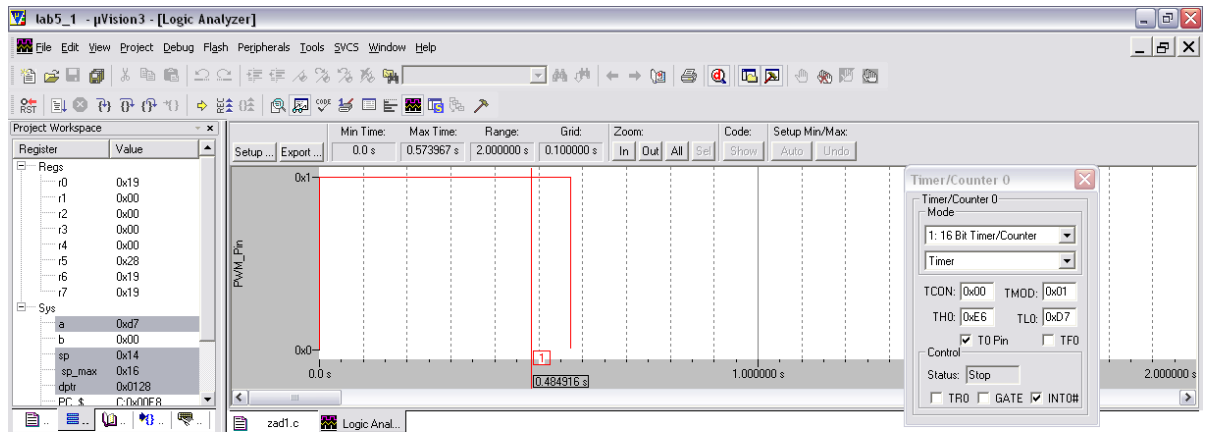 lab5_1 - µVision3 - [Logic Analyzer]
File Edit View Project Debug Flash Peripherals Tools SVCS Window Help
Project Workspace
Register Value
Regs
r0 0x19
r1 0x00
r2 0x00
r3 0x00
r4 0x00
r5 0x28
r6 0x19
r7 0x19
Sys
a 0xd7
b 0x00
sp 0x14
sp_max 0x16
dptr 0x0128
PC $ C:0x00E8
Min Time: Max Time: Range: Grid: Zoom: Code: Setup Min/Max:
Setup ... Export ... 0.0 s 0.573967 s 2.000000 s 0.100000 s In Out All Sel Show Auto Undo
0x1
PWM_Pin
0x0
1
0.0 s
0.484916 s
1.000000 s
2.000000 s
zad1.c Logic Anal...
Timer/Counter 0
Timer/Counter 0
Mode
1: 16 Bit Timer/Counter
Timer
TCON: 0x00 TMOD: 0x01
TH0: 0xE6 TL0: 0xD7
T0 Pin TF0
Control
Status: Stop
TR0 GATE INT0#